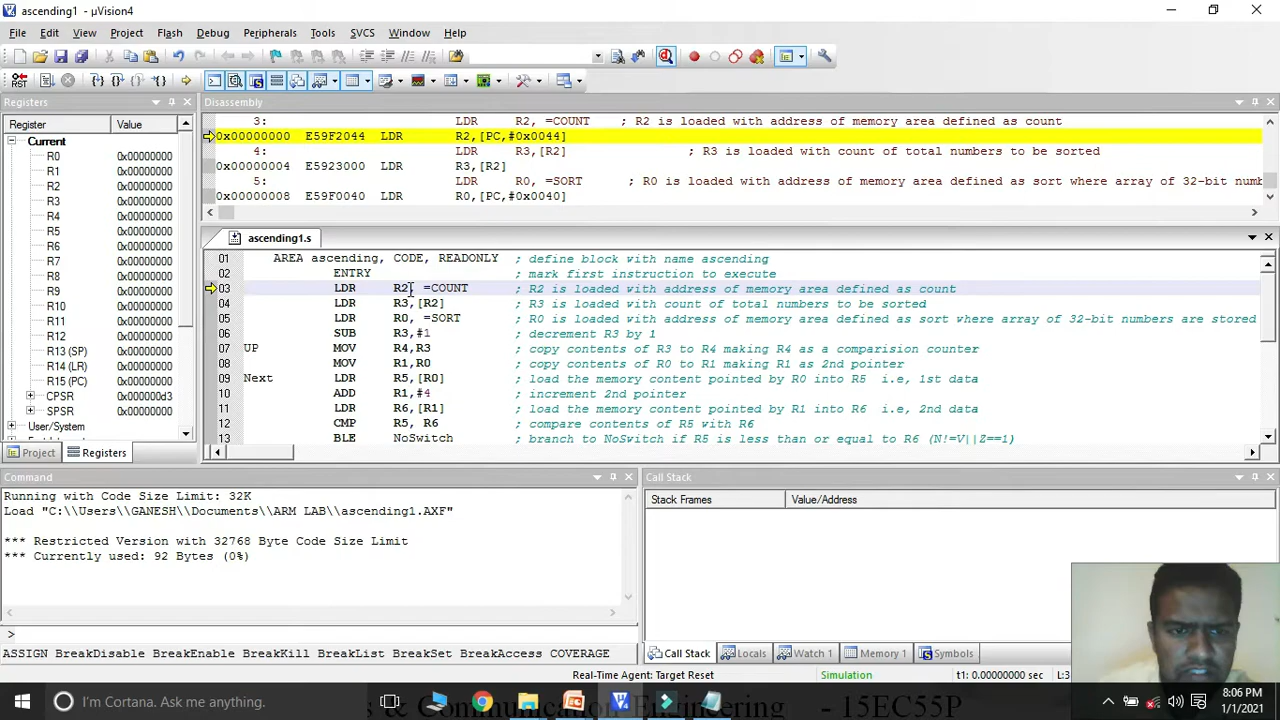 ascending1 - µVision4
File Edit View Project Flash Debug Peripherals Tools SVCS Window Help
Registers
Register Value
Current
R0 0x00000000
R1 0x00000000
R2 0x00000000
R3 0x00000000
R4 0x00000000
R5 0x00000000
R6 0x00000000
R7 0x00000000
R8 0x00000000
R9 0x00000000
R10 0x00000000
R11 0x00000000
R12 0x00000000
R13 (SP) 0x00000000
R14 (LR) 0x00000000
R15 (PC) 0x00000000
CPSR 0x000000d3
SPSR 0x00000000
User/System
Project Registers
Disassembly
3: LDR R2, =COUNT ; R2 is loaded with address of memory area defined as count
0x00000000 E59F2044 LDR R2,[PC,#0x0044]
4: LDR R3,[R2] ; R3 is loaded with count of total numbers to be sorted
0x00000004 E5923000 LDR R3,[R2]
5: LDR R0, =SORT ; R0 is loaded with address of memory area defined as sort where array of 32-bit numb
0x00000008 E59F0040 LDR R0,[PC,#0x0040]
ascending1.s
01 AREA ascending, CODE, READONLY ; define block with name ascending
02 ENTRY ; mark first instruction to execute
03 LDR R2, =COUNT ; R2 is loaded with address of memory area defined as count
04 LDR R3,[R2] ; R3 is loaded with count of total numbers to be sorted
05 LDR R0, =SORT ; R0 is loaded with address of memory area defined as sort where array of 32-bit numbers are stored
06 SUB R3,#1 ; decrement R3 by 1
07 UP MOV R4,R3 ; copy contents of R3 to R4 making R4 as a comparision counter
08 MOV R1,R0 ; copy contents of R0 to R1 making R1 as 2nd pointer
09 Next LDR R5,[R0] ; load the memory content pointed by R0 into R5 i.e, 1st data
10 ADD R1,#4 ; increment 2nd pointer
11 LDR R6,[R1] ; load the memory content pointed by R1 into R6 i.e, 2nd data
12 CMP R5, R6 ; compare contents of R5 with R6
13 BLE NoSwitch ; branch to NoSwitch if R5 is less than or equal to R6 (N!=V||Z==1)
Command
Running with Code Size Limit: 32K
Load "C:\\Users\\GANESH\\Documents\\ARM LAB\\ascending1.AXF"
*** Restricted Version with 32768 Byte Code Size Limit
*** Currently used: 92 Bytes (0%)
>
ASSIGN BreakDisable BreakEnable BreakKill BreakList BreakSet BreakAccess COVERAGE
Call Stack
Stack Frames Value/Address
Call Stack Locals Watch 1 Memory 1 Symbols
Real-Time Agent: Target Reset Simulation t1: 0.00000000 sec L:3
I'm Cortana. Ask me anything.
s & Communication Engineering - 15EC55P
8:06 PM
1/1/2021